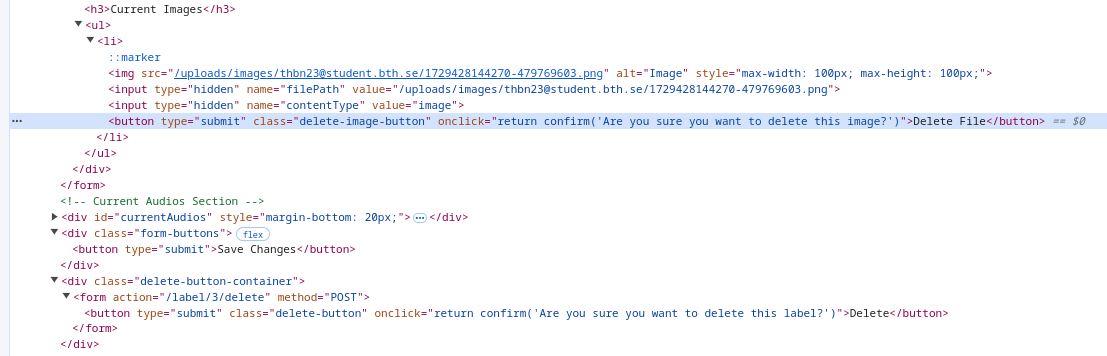 <h3>Current Images</h3>
<ul>
<li>
::marker
<img src="/uploads/images/thbn23@student.bth.se/1729428144270-479769603.png" alt="Image" style="max-width: 100px; max-height: 100px;">
<input type="hidden" name="filePath" value="/uploads/images/thbn23@student.bth.se/1729428144270-479769603.png">
<input type="hidden" name="contentType" value="image">
<button type="submit" class="delete-image-button" onclick="return confirm('Are you sure you want to delete this image?')">Delete File</button> == $0
</li>
</ul>
</div>
</form>
<!-- Current Audios Section -->
<div id="currentAudios" style="margin-bottom: 20px;">…</div>
<div class="form-buttons"> flex
<button type="submit">Save Changes</button>
</div>
<div class="delete-button-container">
<form action="/label/3/delete" method="POST">
<button type="submit" class="delete-button" onclick="return confirm('Are you sure you want to delete this label?')">Delete</button>
</form>
</div>